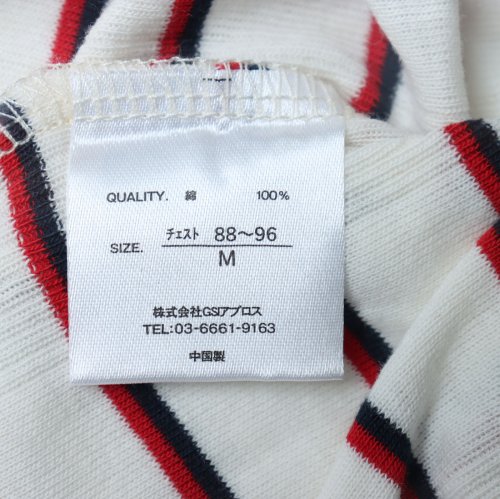 QUALITY. 綿 100%
SIZE. チェスト 88～96
M
株式会社GSIアブロス
TEL:03-6661-9163
中国製